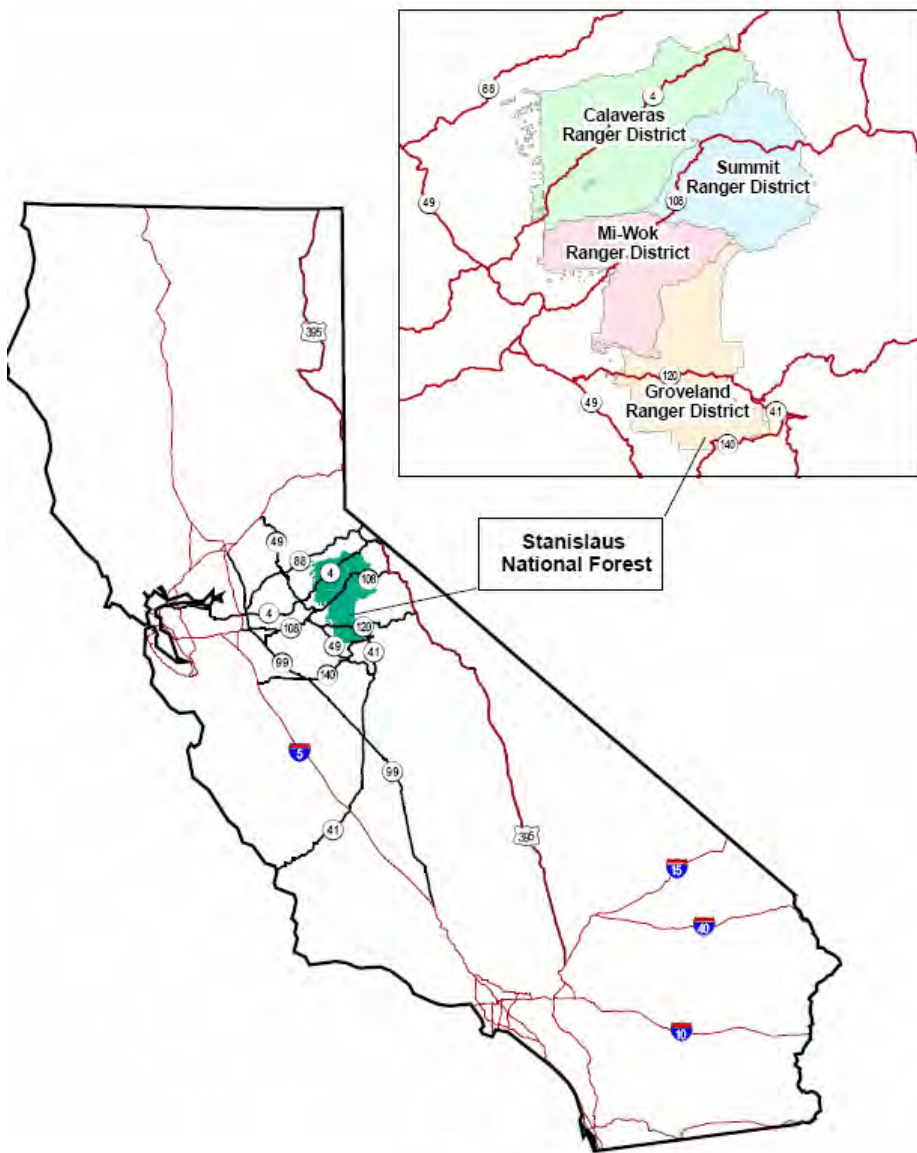 88
4
Calaveras
Ranger District
Summit
Ranger District
49
108
Mi-Wok
Ranger District
120
Groveland
Ranger District
49
41
140
395
Stanislaus
National Forest
49
88
4
108
4
108
120
49
41
99
140
5
99
41
395
15
40
10